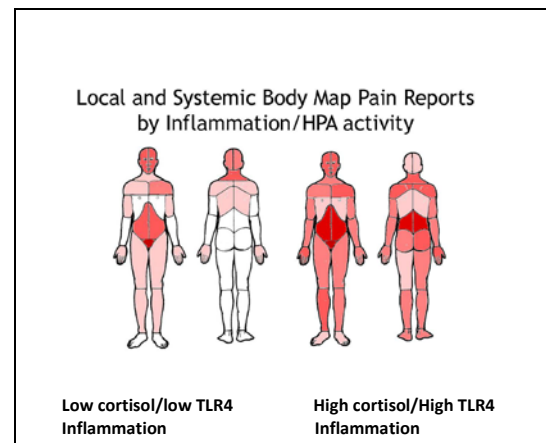 Local and Systemic Body Map Pain Reports
by Inflammation/HPA activity
Low cortisol/low TLR4
Inflammation
High cortisol/High TLR4
Inflammation